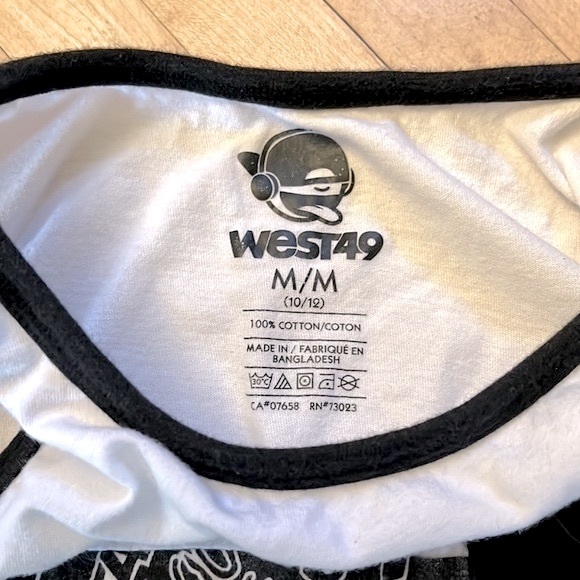 WEST49
M/M
(10/12)
100% COTTON/COTON
MADE IN / FABRIQUÉ EN
BANGLADESH
30°C
CA#07658 RN#73023